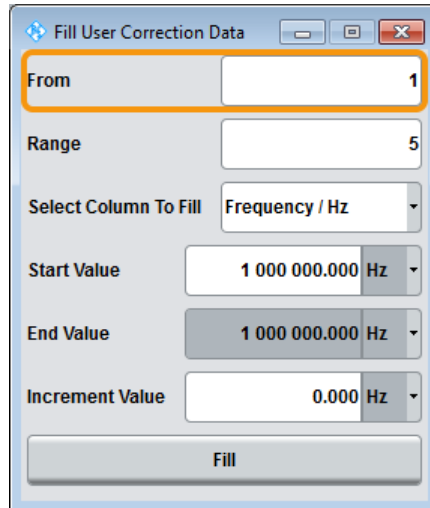 Fill User Correction Data
From 1
Range 5
Select Column To Fill Frequency / Hz
Start Value 1 000 000.000 Hz
End Value 1 000 000.000 Hz
Increment Value 0.000 Hz
Fill